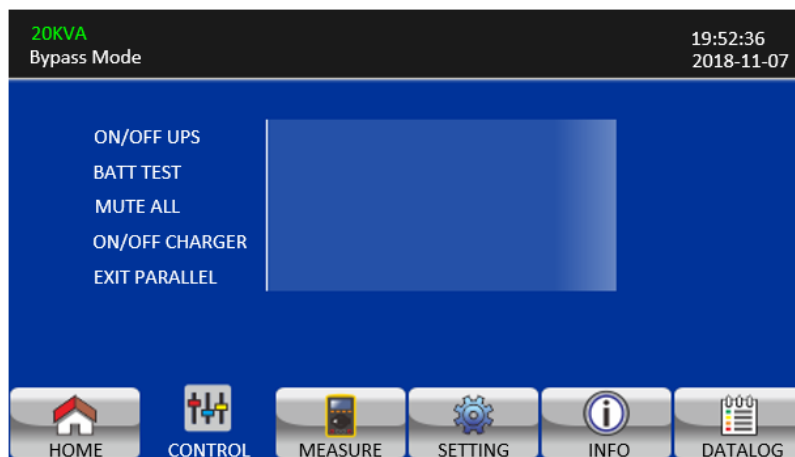 20KVA
Bypass Mode
19:52:36
2018-11-07
ON/OFF UPS
BATT TEST
MUTE ALL
ON/OFF CHARGER
EXIT PARALLEL
HOME
CONTROL
MEASURE
SETTING
INFO
DATALOG